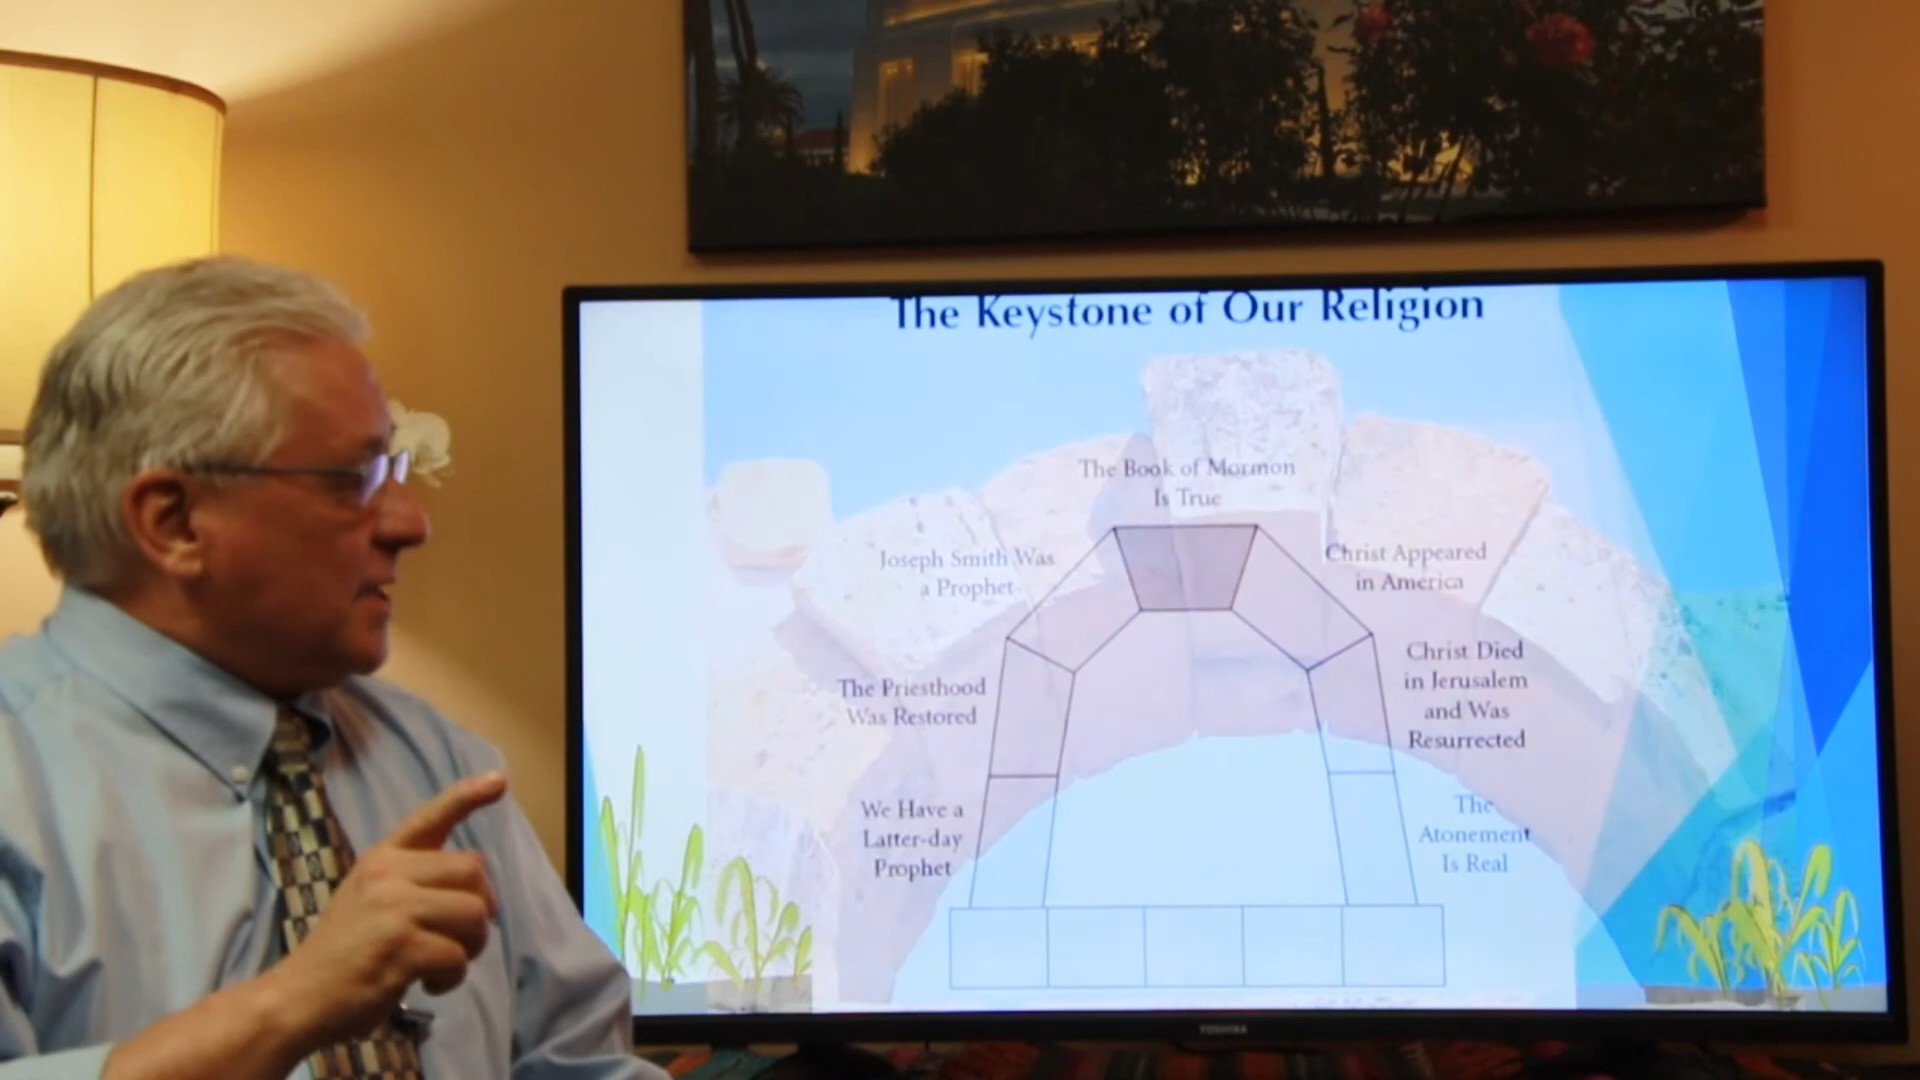 The Keystone of Our Religion
The Book of Mormon
Is True
Joseph Smith Was
a Prophet
Christ Appeared
in America
The Priesthood
Was Restored
Christ Died
in Jerusalem
and Was
Resurrected
We Have a
Latter-day
Prophet
The
Atonement
Is Real
TOSHIBA